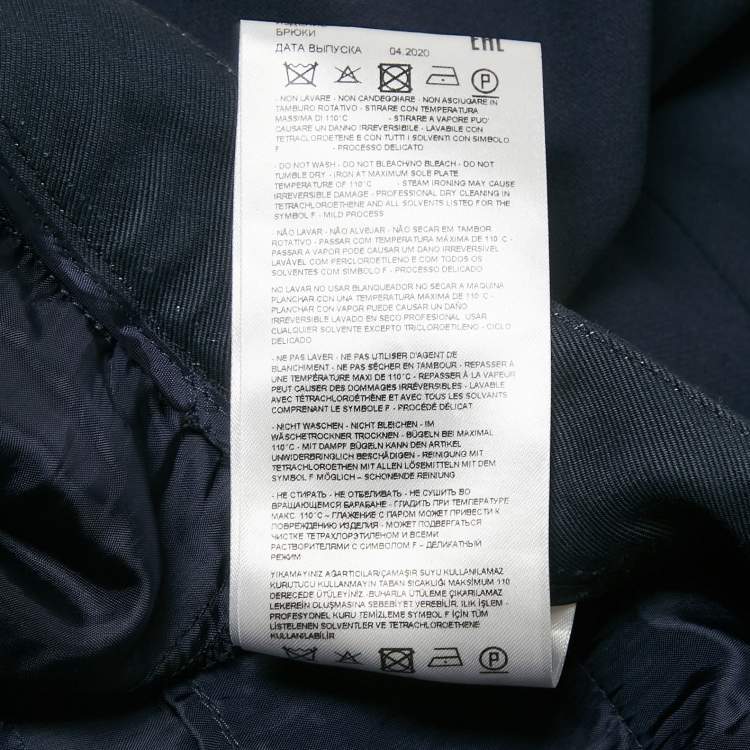 БРЮКИ
ДАТА ВЫПУСКА 04.2020 EAC
P
- NON LAVARE - NON CANDEGGIARE - NON ASCIUGARE IN
TAMBURO ROTATIVO - STIRARE CON TEMPERATURA
MASSIMA DI 110°C - STIRARE A VAPORE PUO'
CAUSARE UN DANNO IRREVERSIBILE - LAVABILE CON
TETRACLOROETENE E CON TUTTI I SOLVENTI CON SIMBOLO
F - PROCESSO DELICATO
- DO NOT WASH - DO NOT BLEACH/NO BLEACH - DO NOT
TUMBLE DRY - IRON AT MAXIMUM SOLE PLATE
TEMPERATURE OF 110°C - STEAM IRONING MAY CAUSE
IRREVERSIBLE DAMAGE - PROFESSIONAL DRY CLEANING IN
TETRACHLOROETHENE AND ALL SOLVENTS LISTED FOR THE
SYMBOL F - MILD PROCESS
- NÃO LAVAR - NÃO ALVEJAR - NÃO SECAR EM TAMBOR
ROTATIVO - PASSAR COM TEMPERATURA MÁXIMA DE 110°C -
PASSAR A VAPOR PODE CAUSAR UM DANO IRREVERSÍVEL -
LAVÁVEL COM PERCLOROETILENO E COM TODOS OS
SOLVENTES COM SÍMBOLO F - PROCESSO DELICADO
NO LAVAR NO USAR BLANQUEADOR NO SECAR A MAQUINA
PLANCHAR CON UNA TEMPERATURA MAXIMA DE 110°C -
PLANCHAR CON VAPOR PUEDE CAUSAR UN DAÑO
IRREVERSIBLE LAVADO EN SECO PROFESIONAL USAR
CUALQUIER SOLVENTE EXCEPTO TRICLOROETILENO - CICLO
DELICADO
- NE PAS LAVER - NE PAS UTILISER D'AGENT DE
BLANCHIMENT - NE PAS SÉCHER EN TAMBOUR - REPASSER À
UNE TEMPÉRATURE MAXI DE 110°C - REPASSER À LA VAPEUR
PEUT CAUSER DES DOMMAGES IRRÉVERSIBLES - LAVABLE
AVEC TÉTRACHLOROÉTHÈNE ET AVEC TOUS LES SOLVANTS
COMPRENANT LE SYMBOLE F - PROCÉDÉ DÉLICAT
- NICHT WASCHEN - NICHT BLEICHEN - IM
WÄSCHETROCKNER TROCKNEN - BÜGELN BEI MAXIMAL
110°C - MIT DAMPF BÜGELN KANN DEN ARTIKEL
UNWIDERBRINGLICH BESCHÄDIGEN - REINIGUNG MIT
TETRACHLOROETHEN MIT ALLEN LÖSEMITTELN MIT DEM
SYMBOL F MÖGLICH – SCHONENDE REINIUNG
- НЕ СТИРАТЬ - НЕ ОТБЕЛИВАТЬ - НЕ СУШИТЬ ВО
ВРАЩАЮЩЕМСЯ БАРАБАНЕ - ГЛАДИТЬ ПРИ ТЕМПЕРАТУРЕ
МАКС. 110°C – ГЛАЖЕНИЕ С ПАРОМ МОЖЕТ ПРИВЕСТИ К
ПОВРЕЖДЕНИЮ ИЗДЕЛИЯ - МОЖЕТ ПОДВЕРГАТЬСЯ
ЧИСТКЕ ТЕТРАХЛОРЭТИЛЕНОМ И ВСЕМИ
РАСТВОРИТЕЛЯМИ С СИМВОЛОМ F – ДЕЛИКАТНЫЙ
РЕЖИМ
YIKAMAYINIZ AĞARTICILAR/ÇAMAŞIR SUYU KULLANILAMAZ
KURUTUCU KULLANMAYIN TABAN SICAKLIĞI MAKSIMUM 110
DERECEDE ÜTÜLEYİNİZ -BUHARLA ÜTÜLEME ÇIKARILAMAZ
LEKERELIN OLUŞMASINA SEBEBİYET VEREBİLİR. ILIK İŞLEM -
PROFESYONEL KURU TEMİZLEME SYMBOL F İÇİN TÜM
LİSTELENEN SOLVENTLER VE TETRACHLOROETHENE
KULLANILABİLİR
P